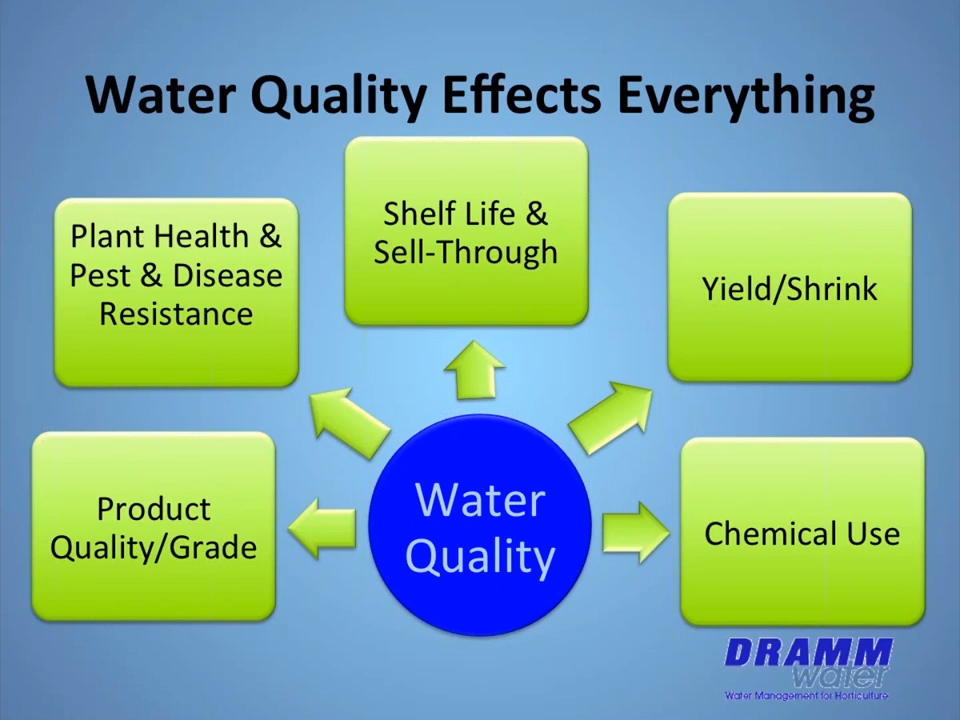 Water Quality Effects Everything
Shelf Life &
Sell-Through
Plant Health &
Pest & Disease
Resistance
Yield/Shrink
Product
Quality/Grade
Water
Quality
Chemical Use
DRAMM
water
Water Management for Horticulture